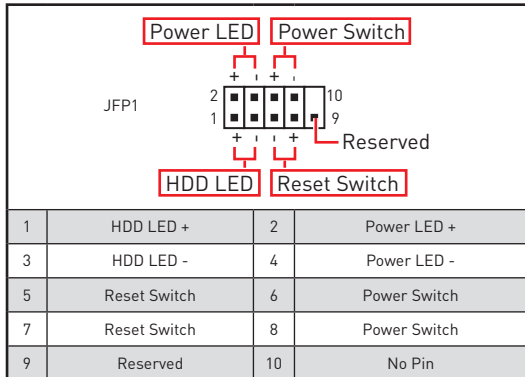 Power LED Power Switch
+ - + -
JFP1
2 10
1 9
+ - - +
Reserved
HDD LED Reset Switch
1 HDD LED + 2 Power LED +
3 HDD LED - 4 Power LED -
5 Reset Switch 6 Power Switch
7 Reset Switch 8 Power Switch
9 Reserved 10 No Pin